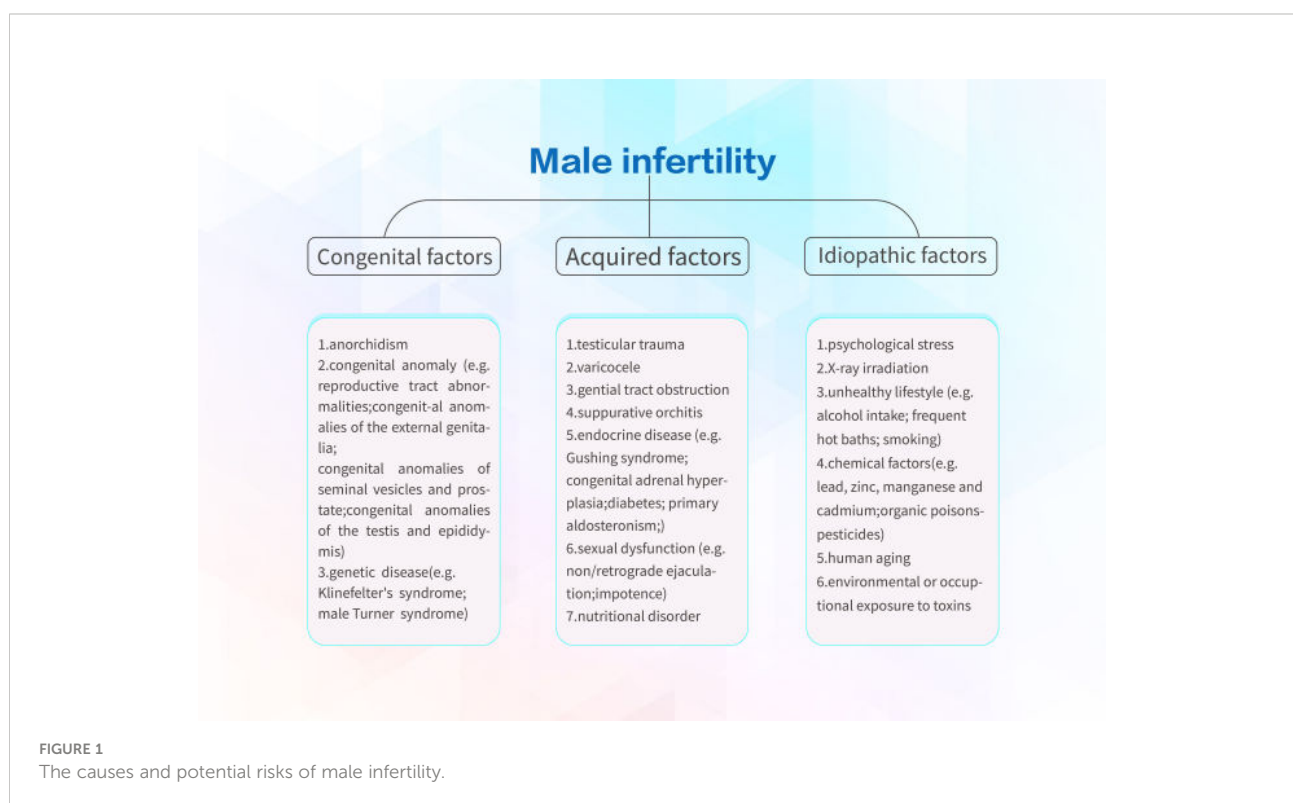 Male infertility
Congenital factors
1.anorchidism
2.congenital anomaly (e.g.
reproductive tract abnor-
malities;congenit-al anom-
alies of the external genita-
lia;
congenital anomalies of
seminal vesicles and pros-
tate;congenital anomalies
of the testis and epididy-
mis)
3.genetic disease(e.g.
Klinefelter's syndrome;
male Turner syndrome)
Acquired factors
1.testicular trauma
2.varicocele
3.gential tract obstruction
4.suppurative orchitis
5.endocrine disease (e.g.
Gushing syndrome;
congenital adrenal hyper-
plasia;diabetes; primary
aldosteronism;)
6.sexual dysfunction (e.g.
non/retrograde ejacula-
tion;impotence)
7.nutritional disorder
Idiopathic factors
1.psychological stress
2.X-ray irradiation
3.unhealthy lifestyle (e.g.
alcohol intake; frequent
hot baths; smoking)
4.chemical factors(e.g.
lead, zinc, manganese and
cadmium;organic poisons-
pesticides)
5.human aging
6.environmental or occup-
tional exposure to toxins
FIGURE 1
The causes and potential risks of male infertility.